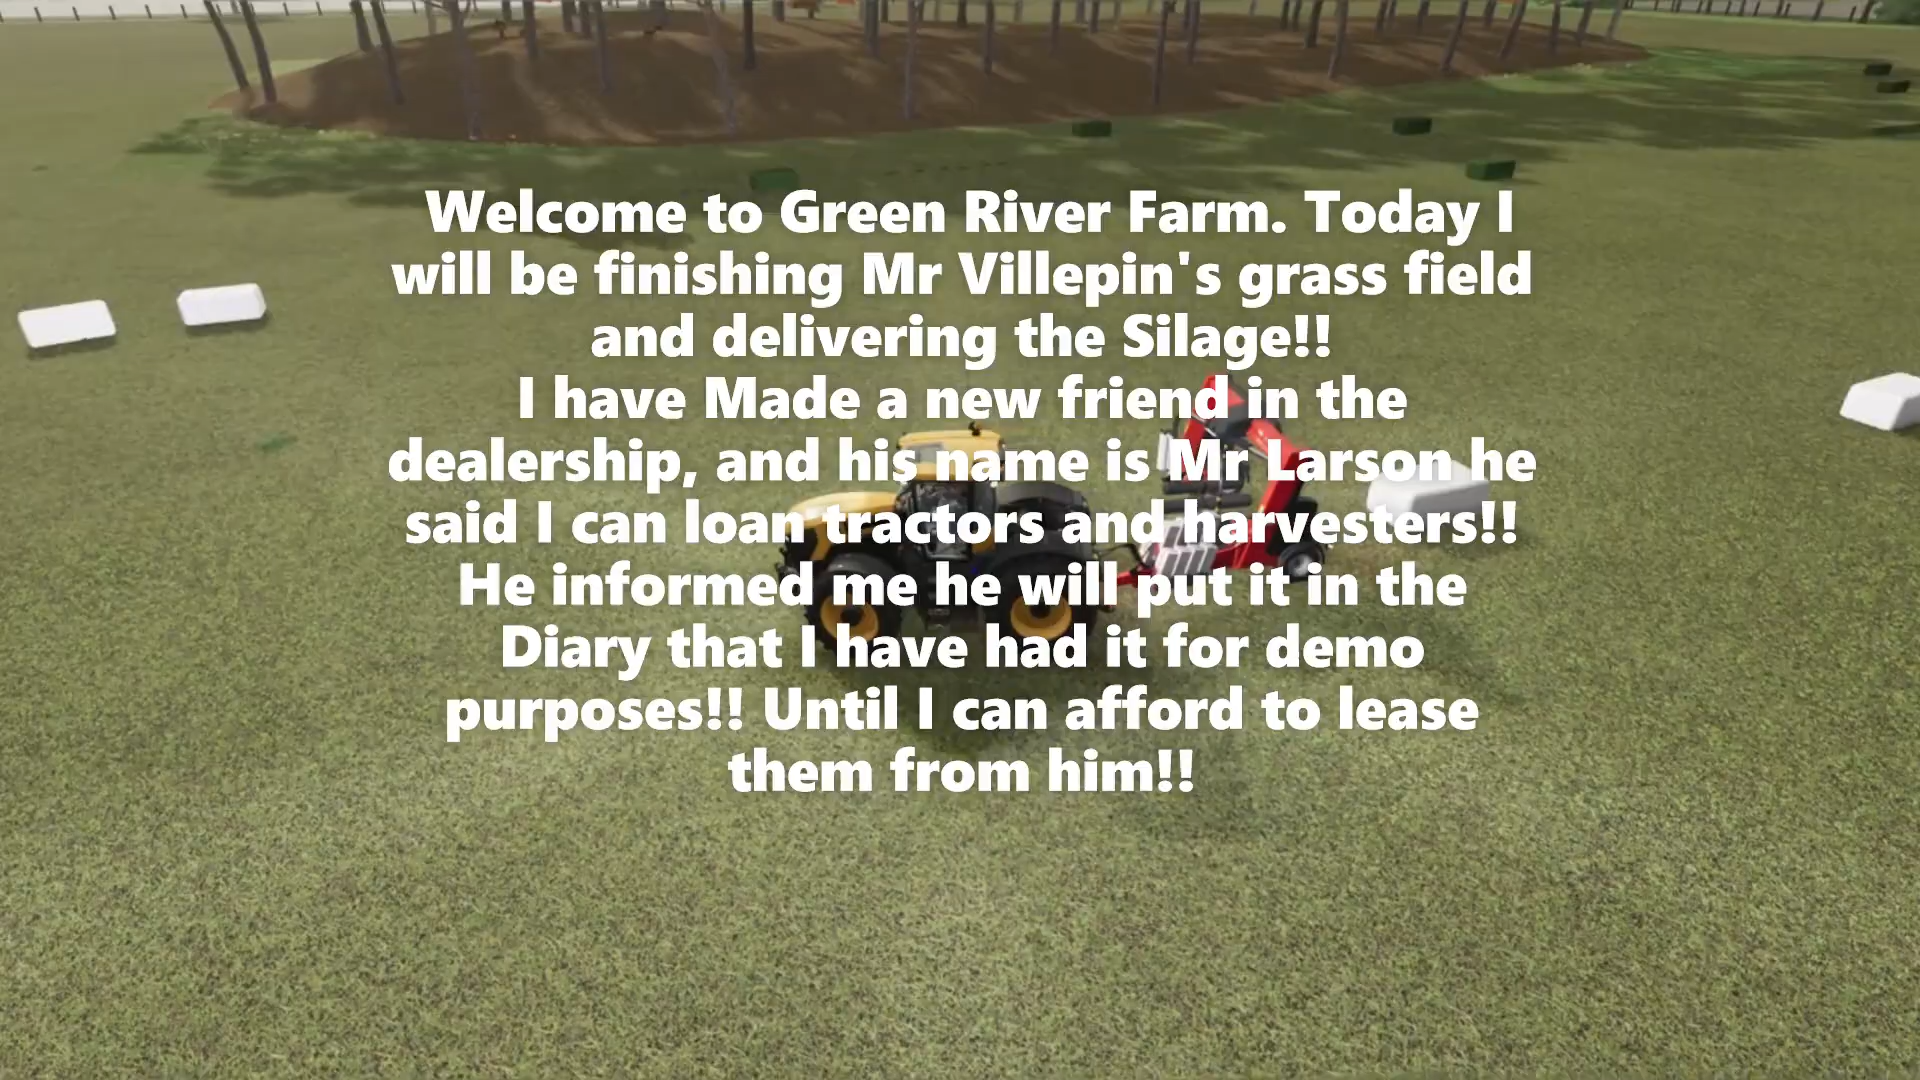 Welcome to Green River Farm. Today I
will be finishing Mr Villepin's grass field
and delivering the Silage!!
I have Made a new friend in the
dealership, and his name is Mr Larson he
said I can loan tractors and harvesters!!
He informed me he will put it in the
Diary that I have had it for demo
purposes!! Until I can afford to lease
them from him!!